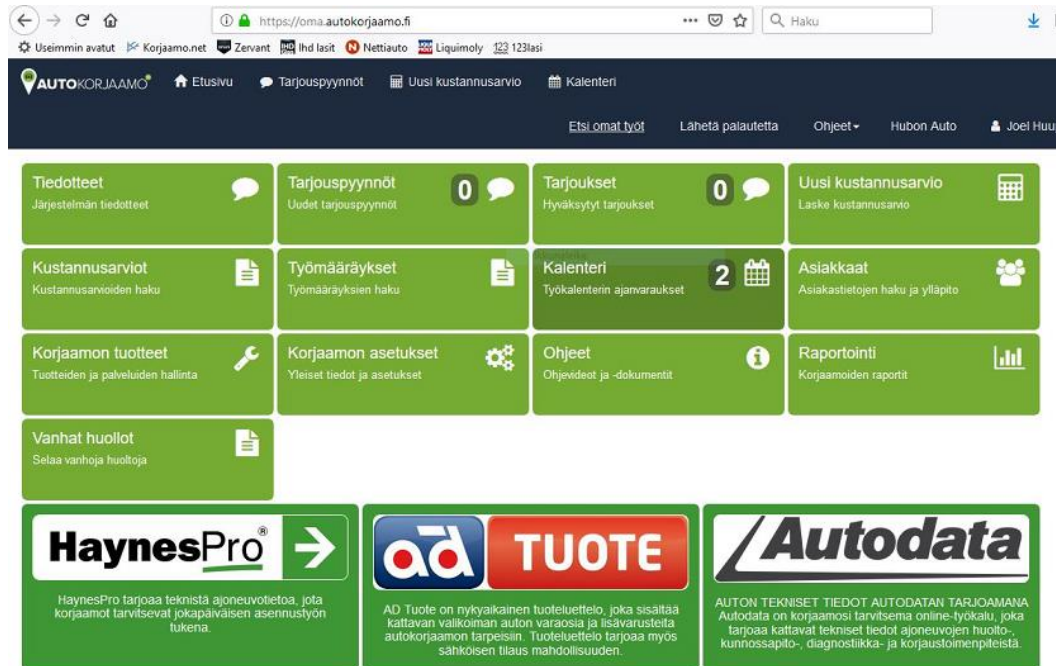 https://oma.autokorjaamo.fi
Haku
Useimmin avatut Korjaamo.net Zervant lhd lasit Nettiauto Liquimoly 123 123lasi
AUTOKORJAAMO Etusivu Tarjouspyynnöt Uusi kustannusarvio Kalenteri
Etsi omat työt Lähetä palautetta Ohjeet Hubon Auto Joel Huu
Tiedotteet
Järjestelmän tiedotteet
Tarjouspyynnöt 0
Uudet tarjouspyynnöt
Tarjoukset 0
Hyväksytyt tarjoukset
Uusi kustannusarvio
Laske kustannusarvio
Kustannusarviot
Kustannusarvioiden haku
Työmääräykset
Työmääräyksien haku
Kalenteri 2
Työkalenterin ajanvaraukset
Asiakkaat
Asiakastietojen haku ja ylläpito
Korjaamon tuotteet
Tuotteiden ja palveluiden hallinta
Korjaamon asetukset
Yleiset tiedot ja asetukset
Ohjeet
Ohjevideot ja -dokumentit
Raportointi
Korjaamoiden raportit
Vanhat huollot
Selaa vanhoja huoltoja
HaynesPro®
HaynesPro tarjoaa teknistä ajoneuvotietoa, jota
korjaamot tarvitsevat jokapäiväisen asennustyön
tukena.
ad TUOTE
AD Tuote on nykyaikainen tuoteluettelo, joka sisältää
kattavan valikoiman auton varaosia ja lisävarusteita
autokorjaamon tarpeisiin. Tuoteluettelo tarjoaa myös
sähköisen tilaus mahdollisuuden.
Autodata
AUTON TEKNISET TIEDOT AUTODATAN TARJOAMANA
Autodata on korjaamosi tarvitsema online-työkalu, joka
tarjoaa kattavat tekniset tiedot ajoneuvojen huolto-,
kunnossapito-, diagnostiikka- ja korjaustoimenpiteistä.